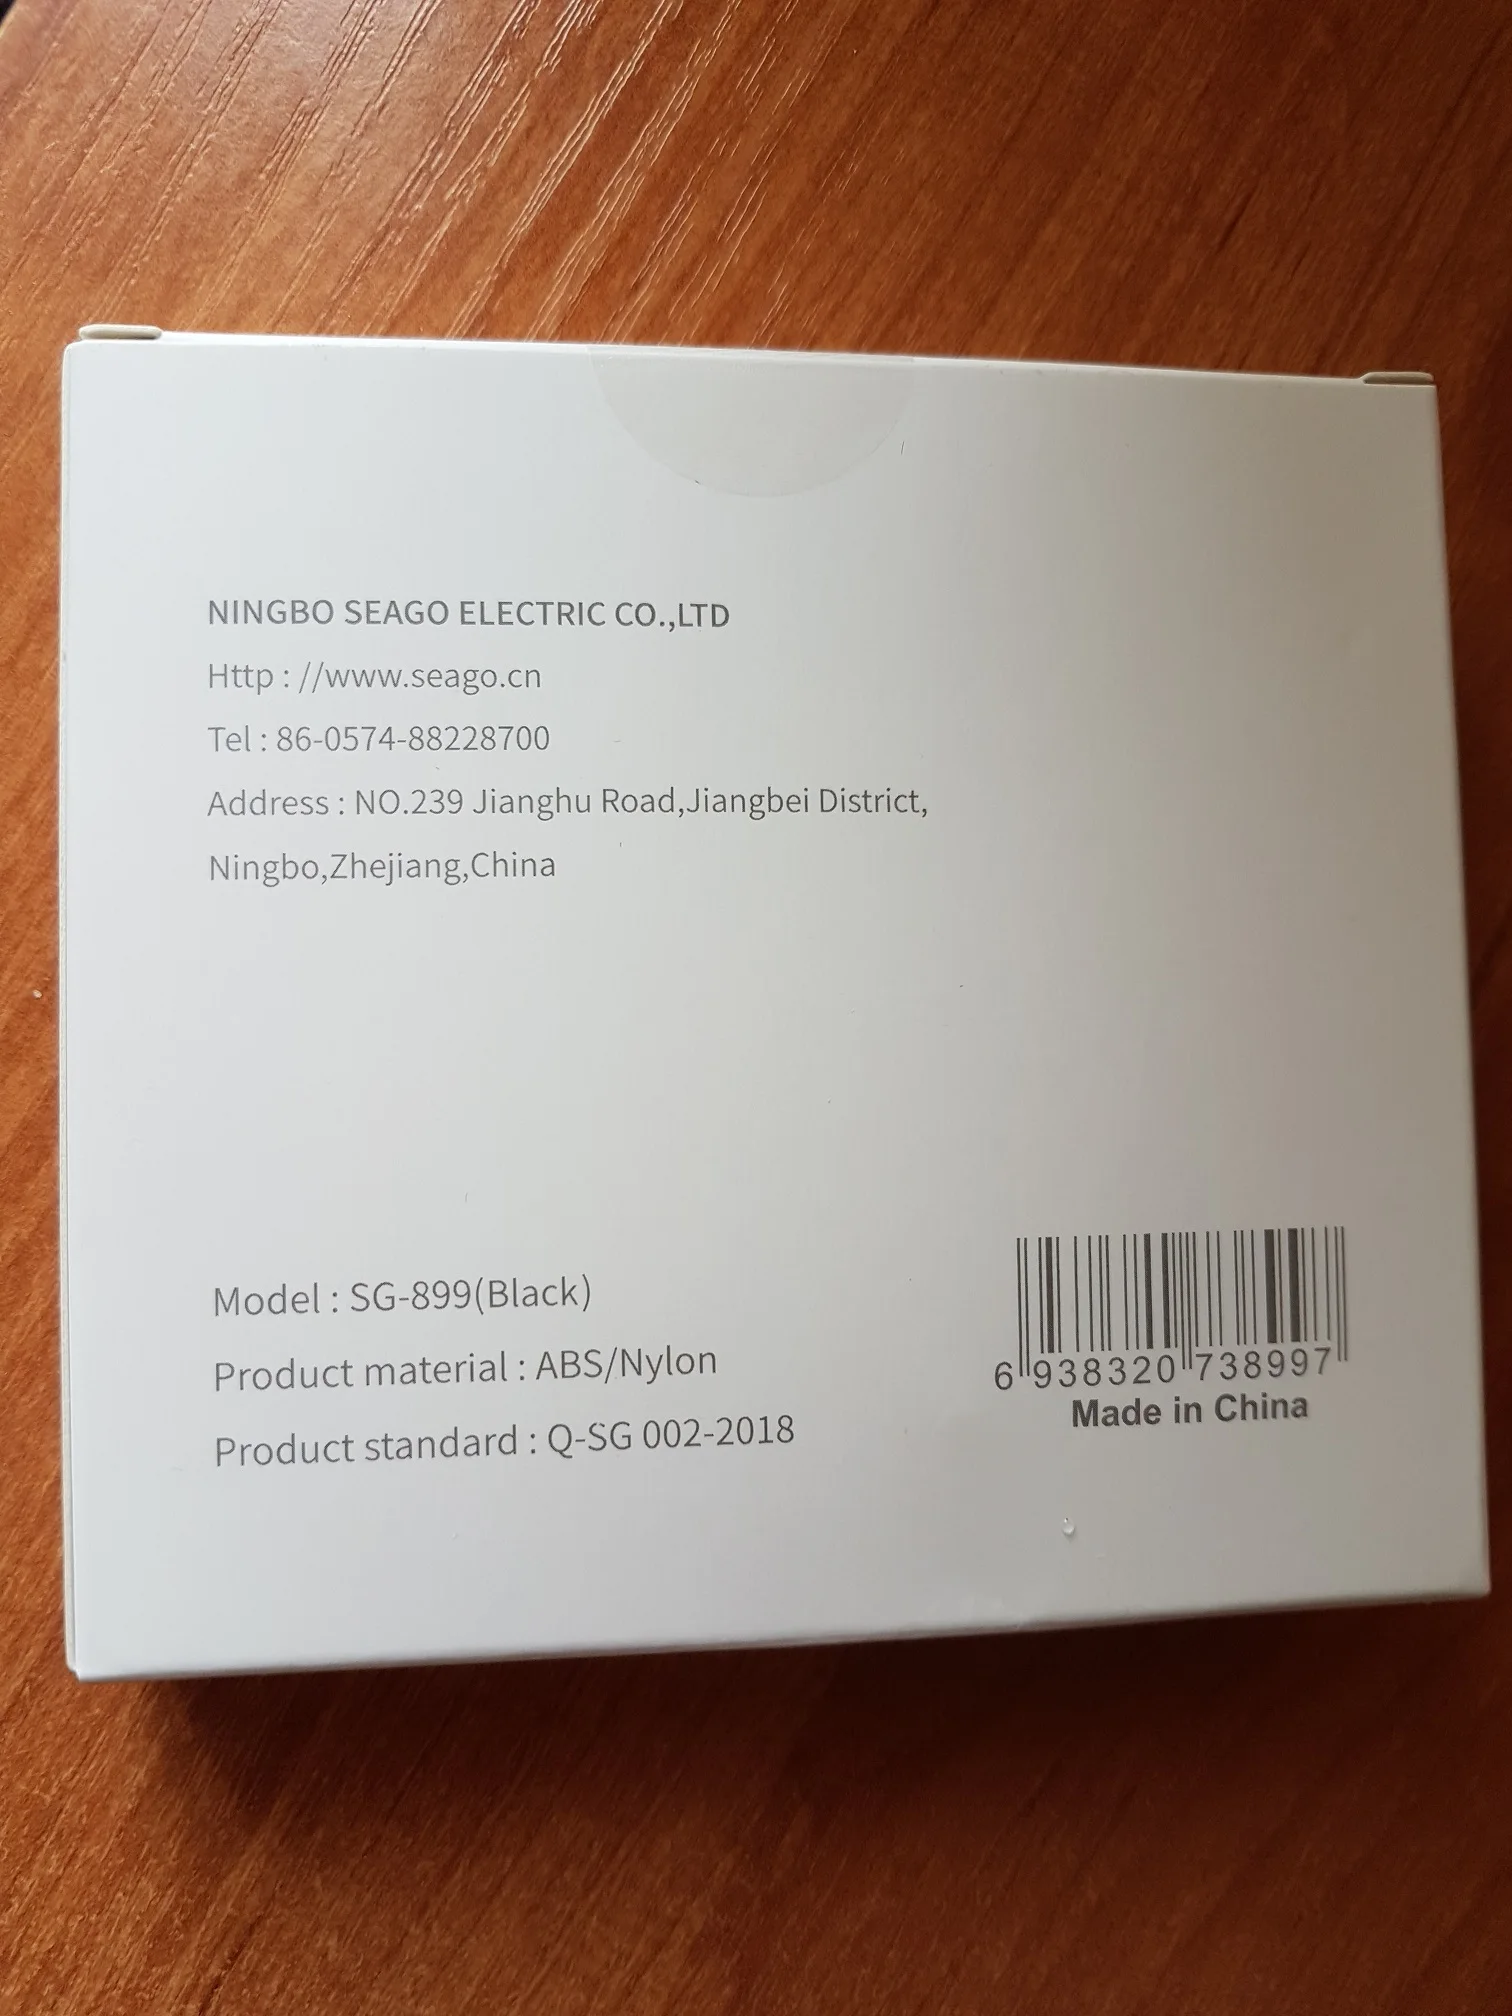 NINGBO SEAGO ELECTRIC CO.,LTD
Http : //www.seago.cn
Tel : 86-0574-88228700
Address : NO.239 Jianghu Road,Jiangbei District,
Ningbo,Zhejiang,China
Model : SG-899(Black)
Product material : ABS/Nylon
Product standard : Q-SG 002-2018
6 938320 738997
Made in China